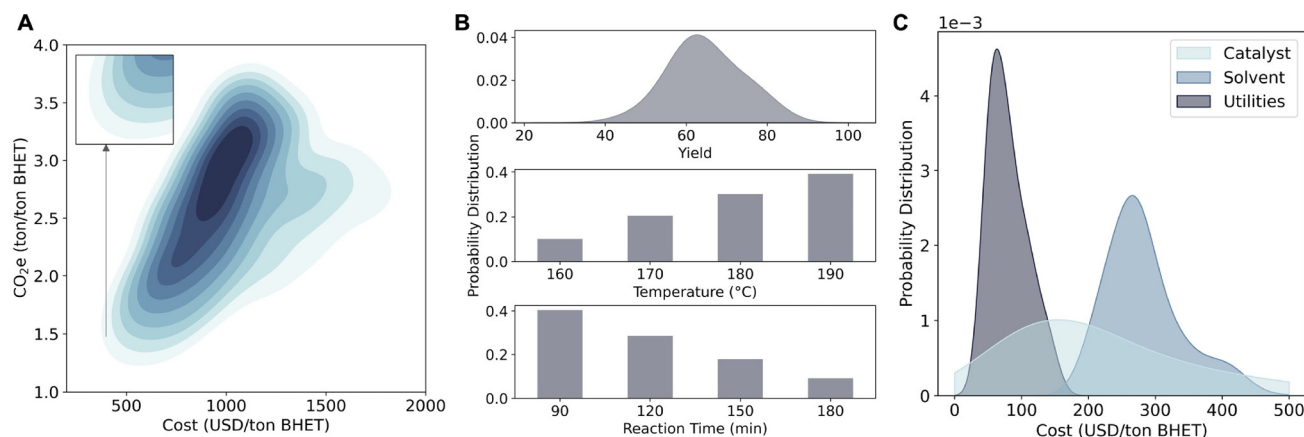 A
4.0
3.5
3.0
2.5
2.0
1.5
1.0
CO₂e (ton/ton BHET)
500
1000
1500
2000
Cost (USD/ton BHET)
B
Probability Distribution
0.04
0.02
0.00
20
40
60
80
100
Yield
0.4
0.2
0.0
160
170
180
190
Temperature (°C)
0.4
0.2
0.0
90
120
150
180
Reaction Time (min)
C
1e−3
Catalyst
Solvent
Utilities
Probability Distribution
4
3
2
1
0
0
100
200
300
400
500
Cost (USD/ton BHET)